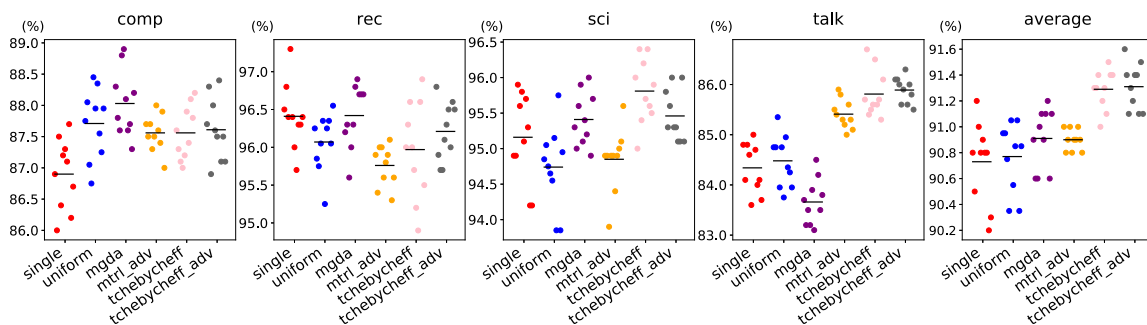 comp
(%)
89.0
88.5
88.0
87.5
87.0
86.5
86.0
single
uniform
mgda
mtrl_adv
tchebycheff
tchebycheff_adv
rec
(%)
97.0
96.5
96.0
95.5
95.0
single
uniform
mgda
mtrl_adv
tchebycheff
tchebycheff_adv
sci
(%)
96.5
96.0
95.5
95.0
94.5
94.0
single
uniform
mgda
mtrl_adv
tchebycheff
tchebycheff_adv
talk
(%)
86.0
85.0
84.0
83.0
single
uniform
mgda
mtrl_adv
tchebycheff
tchebycheff_adv
average
(%)
91.6
91.4
91.2
91.0
90.8
90.6
90.4
90.2
single
uniform
mgda
mtrl_adv
tchebycheff
tchebycheff_adv